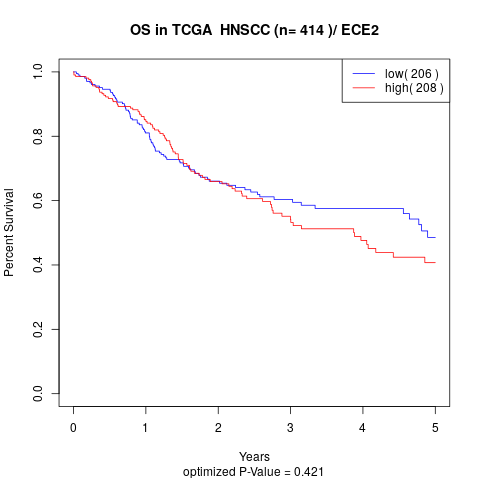 OS in TCGA  HNSCC (n= 414 )/ ECE2
low( 206 )
high( 208 )
Percent Survival
1.0
0.8
0.6
0.4
0.2
0.0
0 1 2 3 4 5
Years
optimized P-Value = 0.421